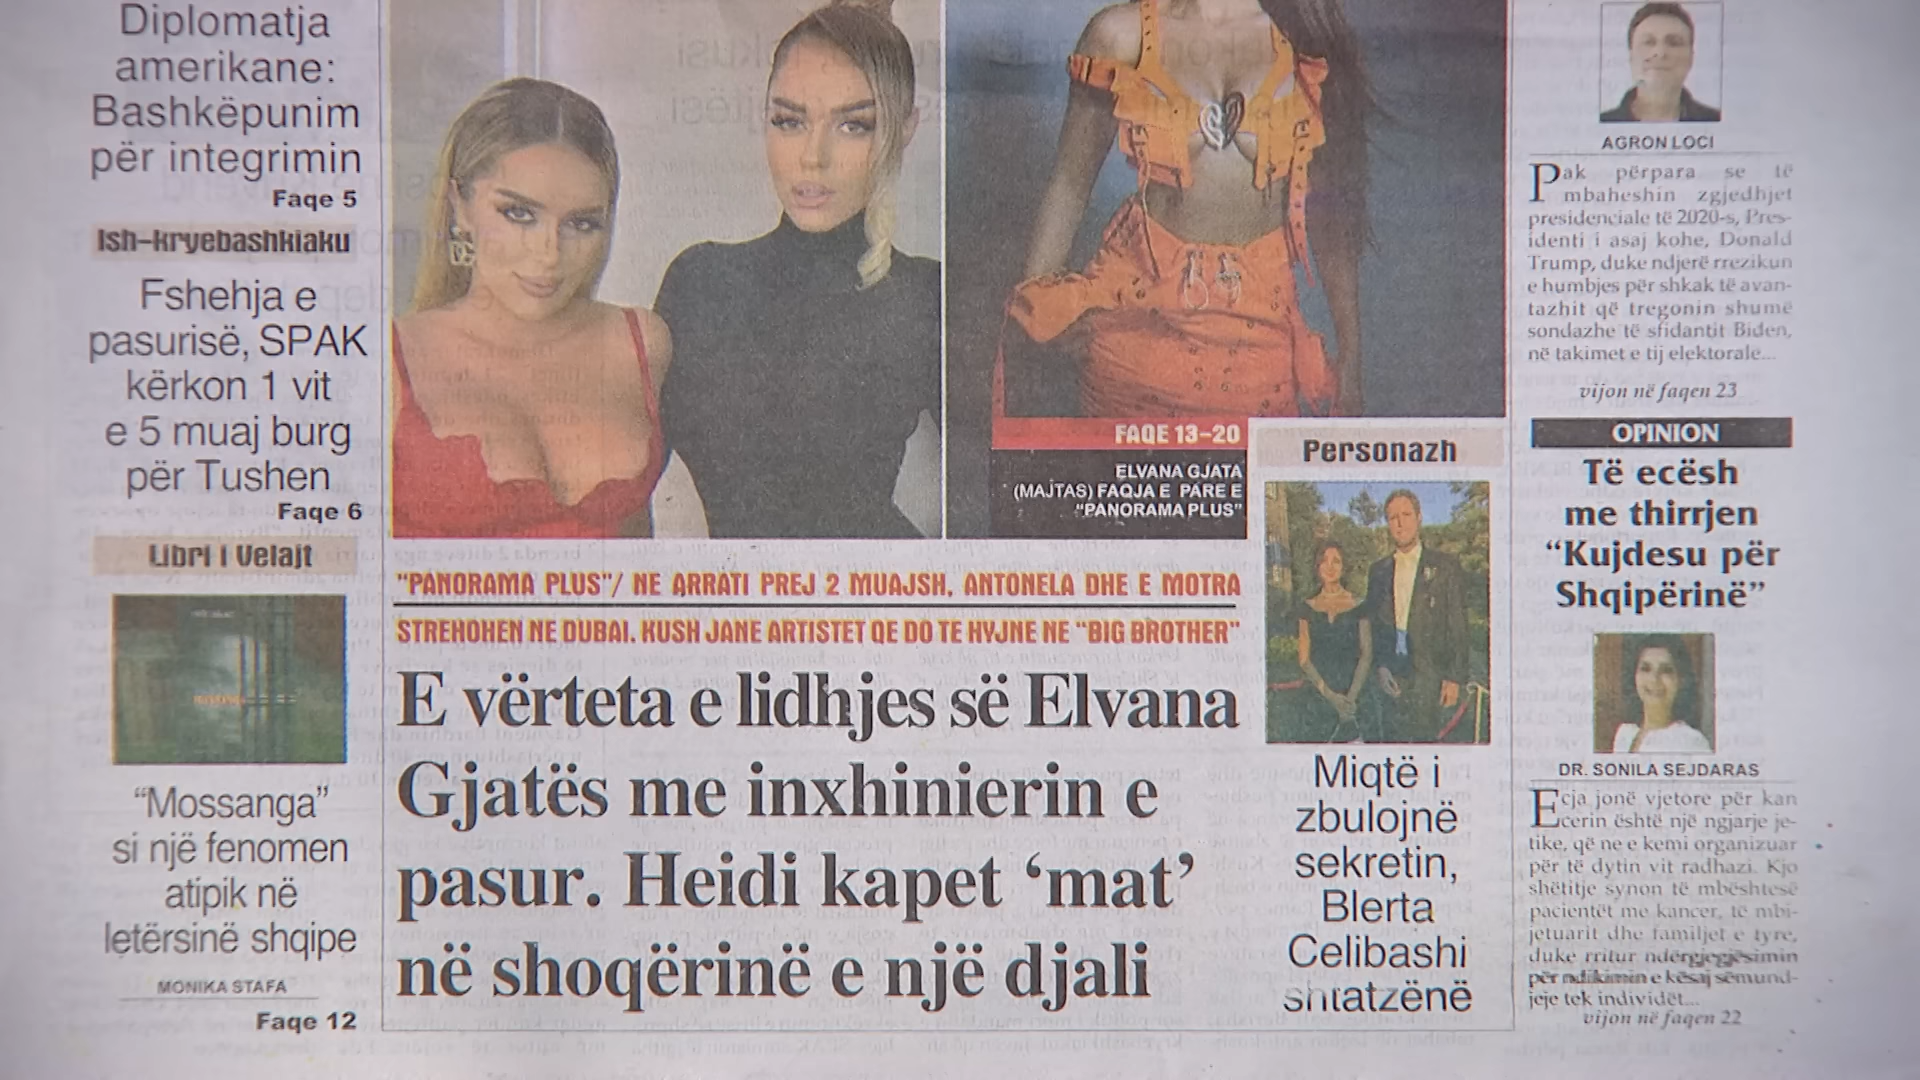 Diplomatja
amerikane:
Bashkëpunim
për integrimin
Faqe 5
Ish-kryebashkiaku
Fshehja e
pasurisë, SPAK
kërkon 1 vit
e 5 muaj burg
për Tushen
Faqe 6
Libri i Velajt
“Mossanga”
si një fenomen
atipik në
letërsinë shqipe
MONIKA STAFA
Faqe 12
FAQE 13-20
ELVANA GJATA
(MAJTAS) FAQJA E PARE E
“PANORAMA PLUS”
"PANORAMA PLUS"/ NE ARRATI PREJ 2 MUAJSH, ANTONELA DHE E MOTRA
STREHOHEN NE DUBAI. KUSH JANE ARTISTET QE DO TE HYJNE NE "BIG BROTHER"
E vërteta e lidhjes së Elvana
Gjatës me inxhinierin e
pasur. Heidi kapet ‘mat’
në shoqërinë e një djali
Personazh
Miqtë i
zbulojnë
sekretin,
Blerta
Celibashi
shtatzënë
AGRON LOCI
Pak përpara se të
mbaheshin zgjedhjet
presidenciale të 2020-s, Pres-
identi i asaj kohe, Donald
Trump, duke ndjerë rrezikun
e humbjes për shkak të avan-
tazhit që tregonin shumë
sondazhe të sfidantit Biden,
në takimet e tij elektorale...
vijon në faqen 23
OPINION
Të ecësh
me thirrjen
“Kujdesu për
Shqipërinë”
DR. SONILA SEJDARAS
Ecja jonë vjetore për kan
cerin është një ngjarje je-
tike, që ne e kemi organizuar
për të dytin vit radhazi. Kjo
shëtitje synon të mbështesë
pacientët me kancer, të mbi-
jetuarit dhe familjet e tyre,
duke rritur ndërgjegjësimin
për ndikimin e kësaj sëmund-
jeje tek individët...
vijon në faqen 22